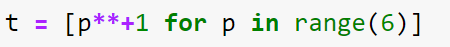 t = [p**+1 for p in range(6)]